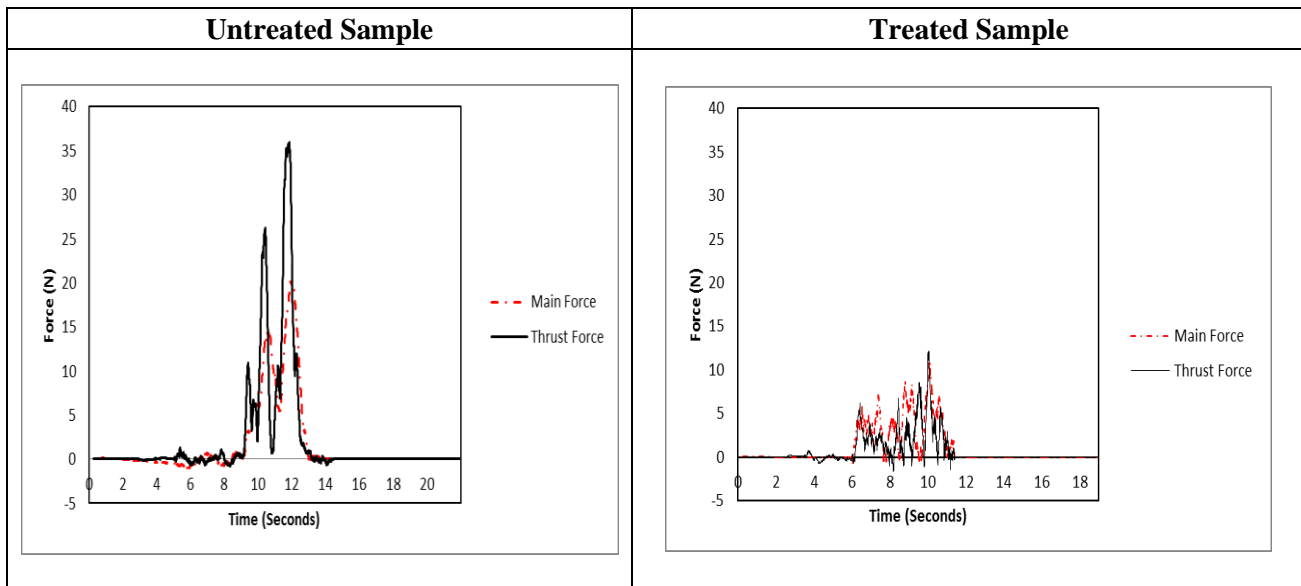 Untreated Sample
Treated Sample
40
35
30
25
20
15
10
5
0
-5
0 2 4 6 8 10 12 14 16 18 20
Force (N)
Time (Seconds)
Main Force
Thrust Force
40
35
30
25
20
15
10
5
0
-5
0 2 4 6 8 10 12 14 16 18
Force (N)
Time (Seconds)
Main Force
Thrust Force